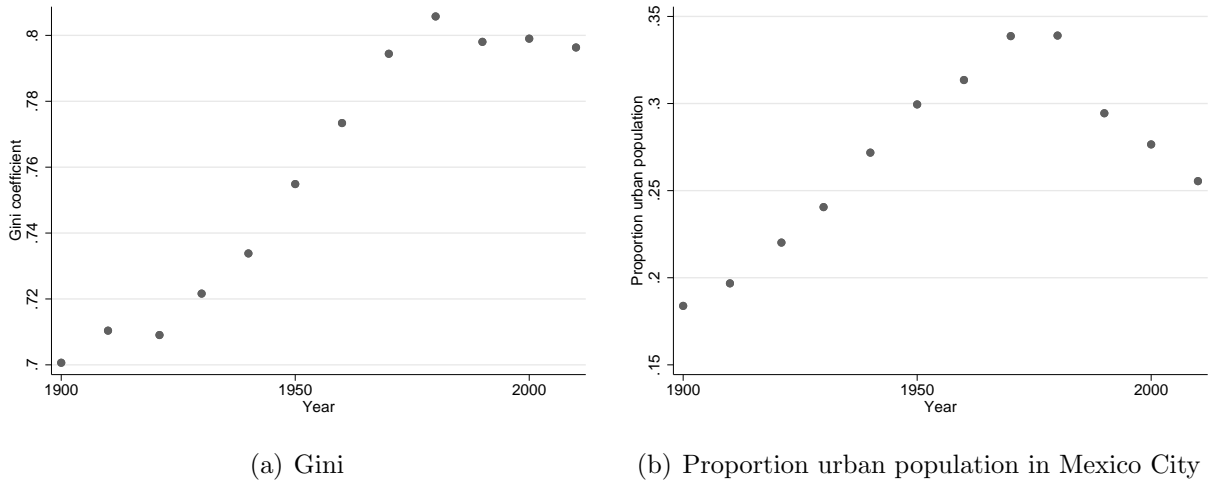 Gini coefficient
.8
.78
.76
.74
.72
.7
1900
1950
2000
Year
(a) Gini
Proportion urban population
.35
.3
.25
.2
.15
1900
1950
2000
Year
(b) Proportion urban population in Mexico City